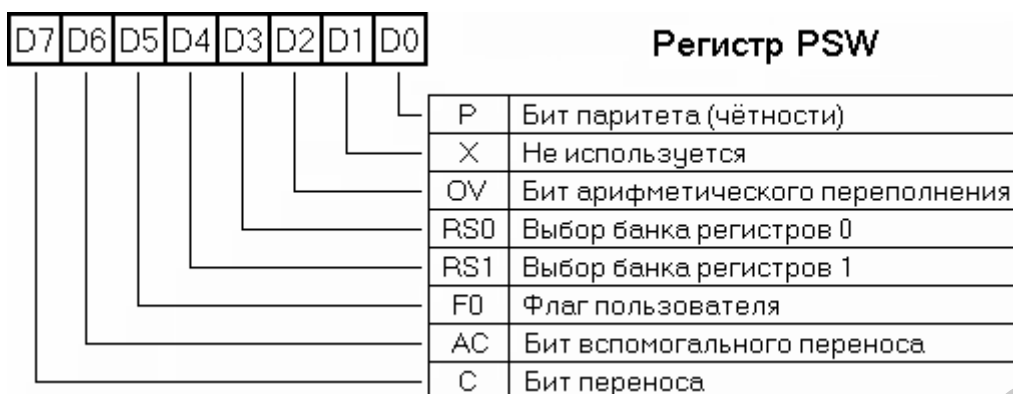 D7 D6 D5 D4 D3 D2 D1 D0
Регистр PSW
P Бит паритета (чётности)
X Не используется
OV Бит арифметического переполнения
RS0 Выбор банка регистров 0
RS1 Выбор банка регистров 1
F0 Флаг пользователя
AC Бит вспомогального переноса
C Бит переноса